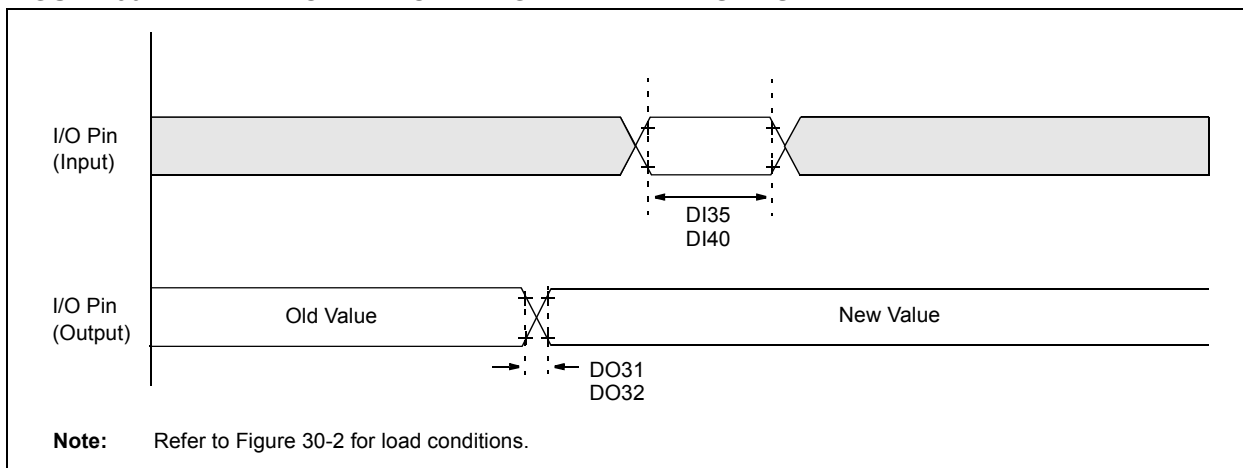 I/O Pin
(Input)
DI35
DI40
I/O Pin
(Output)
Old Value
New Value
DO31
DO32
Note: Refer to Figure 30-2 for load conditions.